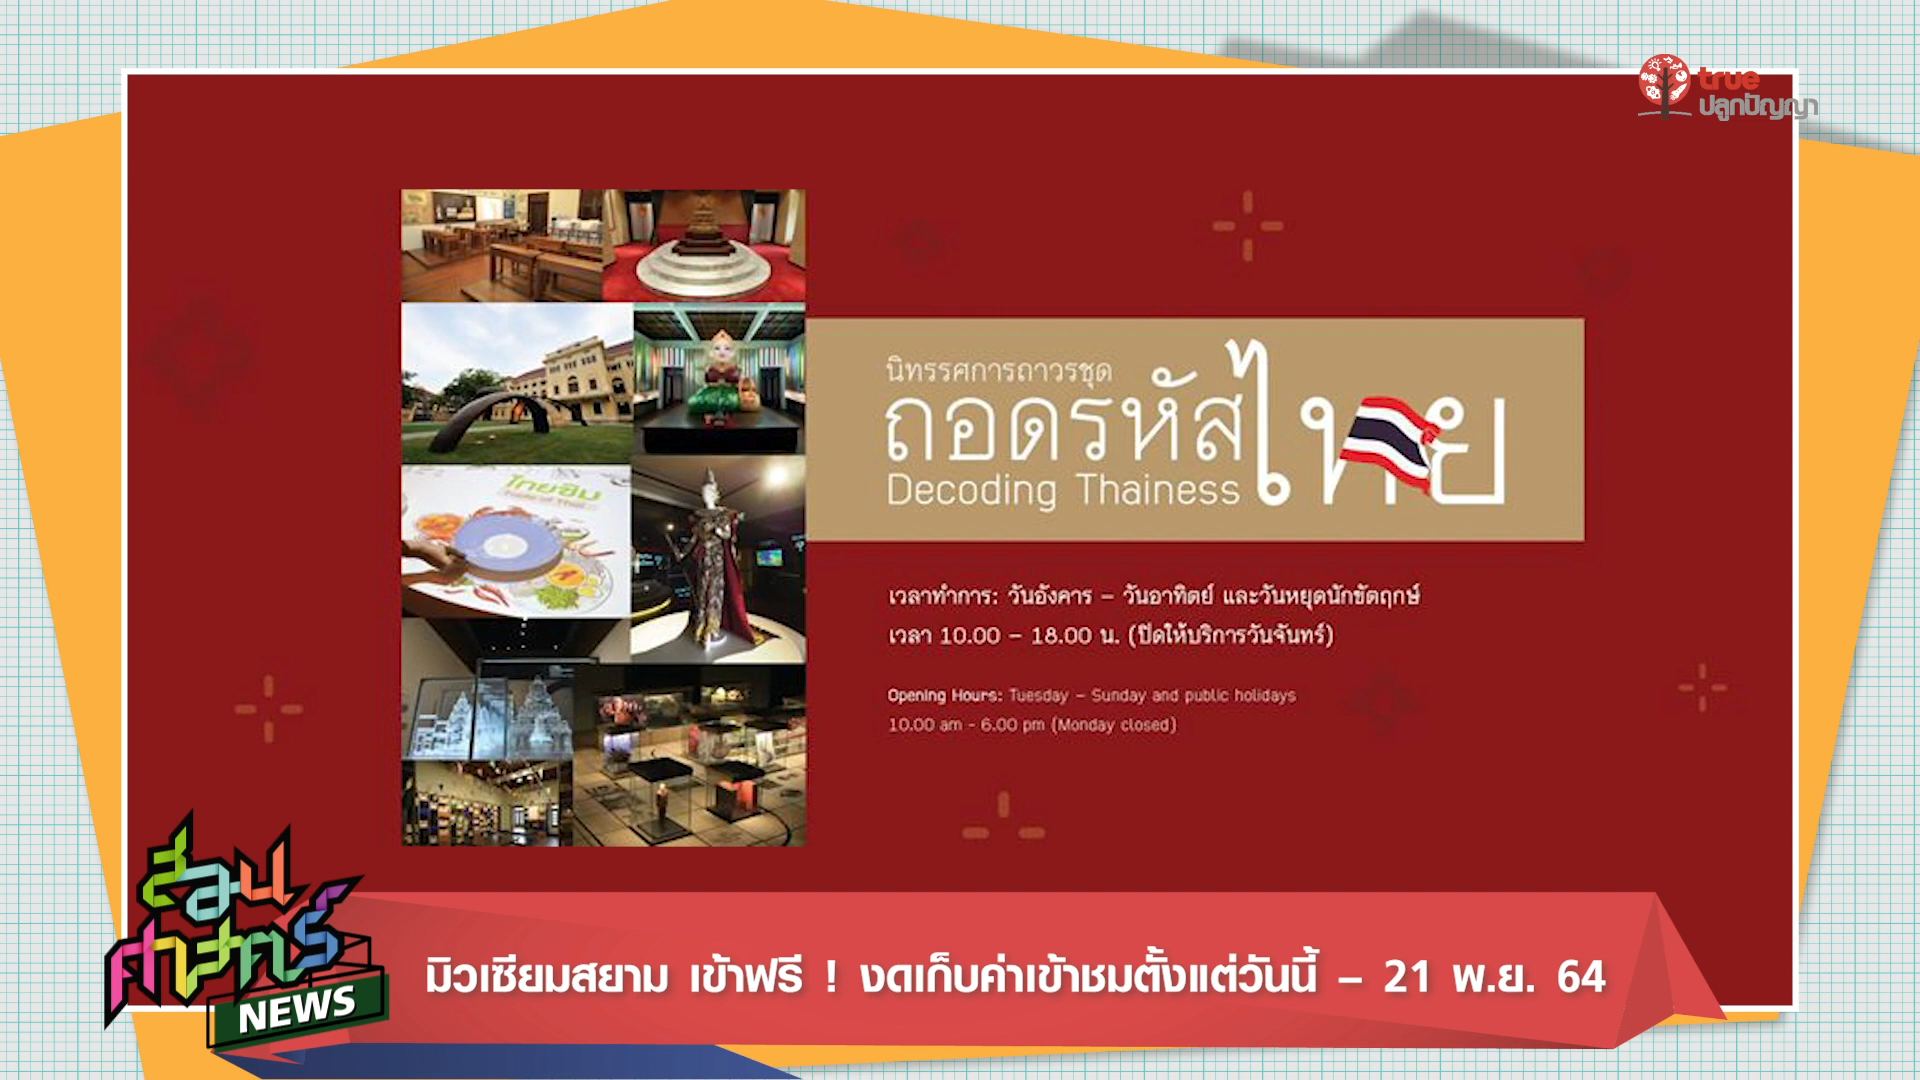 true
ปลูกปัญญา
นิทรรศการถาวรชุด
ถอดรหัสไทย
Decoding Thainess
ไทยชิม
เวลาทำการ: วันอังคาร – วันอาทิตย์ และวันหยุดนักขัตฤกษ์
เวลา 10.00 – 18.00 น. (ปิดให้บริการวันจันทร์)
Opening Hours: Tuesday – Sunday and public holidays
10.00 am - 6.00 pm (Monday closed)
สอน
ศาสตร์
NEWS
มิวเซียมสยาม เข้าฟรี ! งดเก็บค่าเข้าชมตั้งแต่วันนี้ – 21 พ.ย. 64